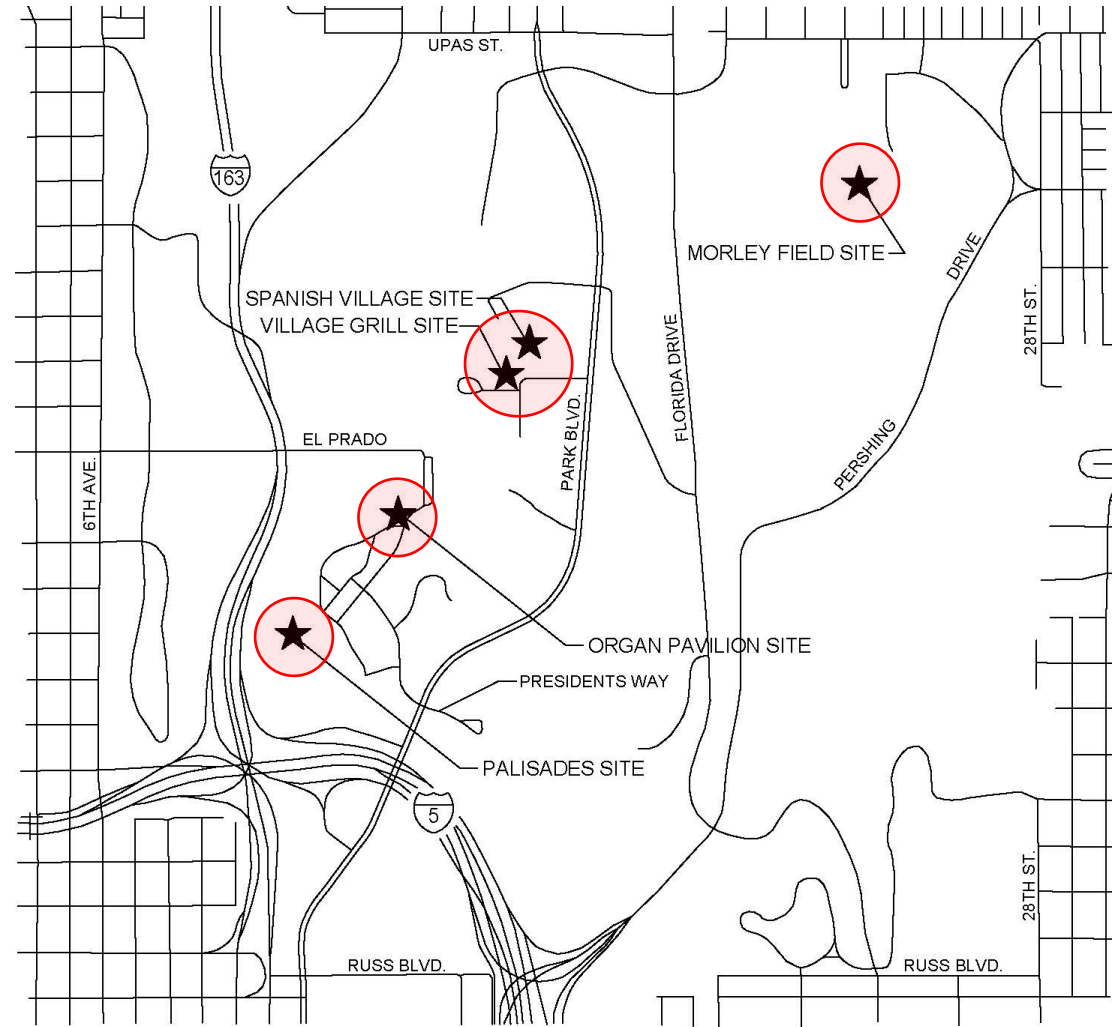 UPAS ST.
163
MORLEY FIELD SITE
DRIVE
SPANISH VILLAGE SITE
VILLAGE GRILL SITE
28TH ST.
FLORIDA DRIVE
PARK BLVD.
EL PRADO
PERSHING
6TH AVE.
ORGAN PAVILION SITE
PRESIDENTS WAY
PALISADES SITE
5
28TH ST.
RUSS BLVD.
RUSS BLVD.